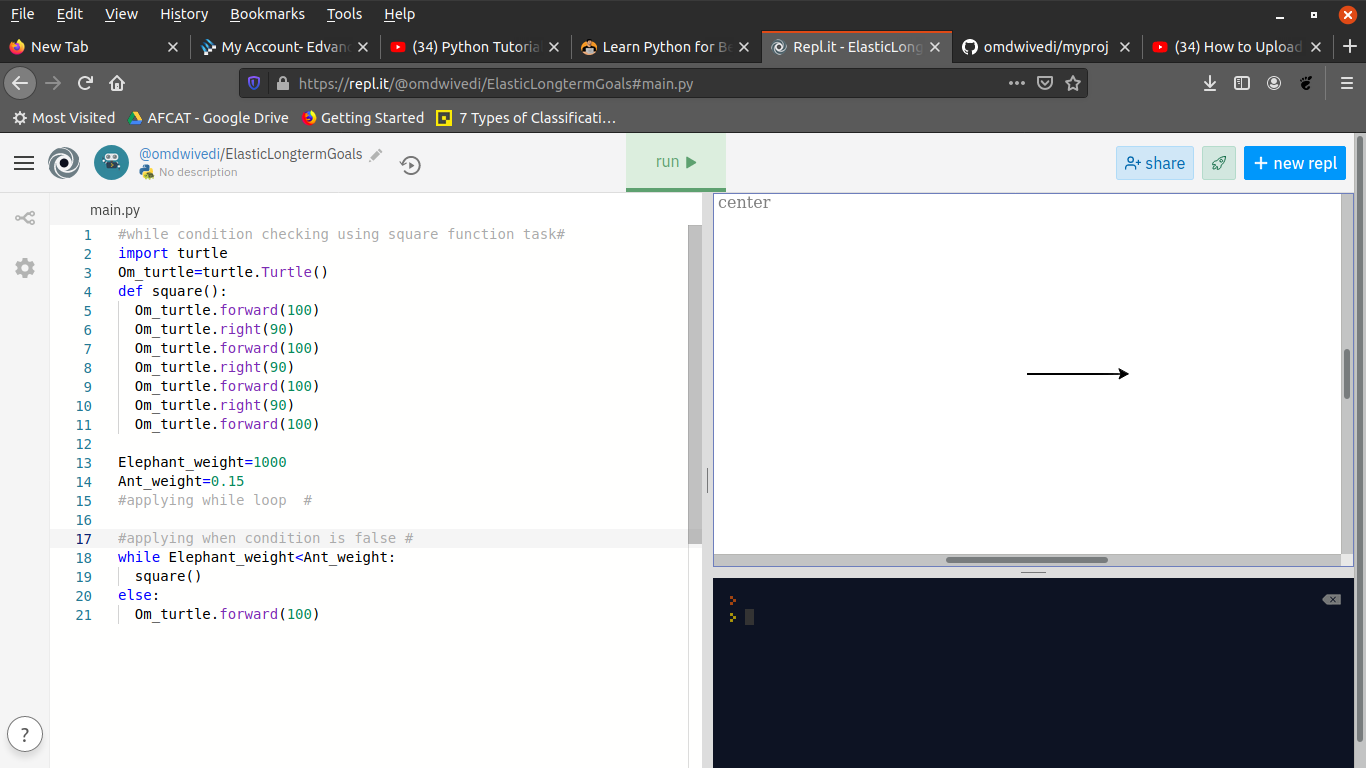 File Edit View History Bookmarks Tools Help
New Tab
My Account- Edvan
(34) Python Tutoria
Learn Python for Be
Repl.it - ElasticLong
omdwivedi/myproj
(34) How to Upload
https://repl.it/@omdwivedi/ElasticLongtermGoals#main.py
Most Visited
AFCAT - Google Drive
Getting Started
7 Types of Classificati…
@omdwivedi/ElasticLongtermGoals
No description
run
share
+ new repl
main.py
center
1 #while condition checking using square function task#
2 import turtle
3 Om_turtle=turtle.Turtle()
4 def square():
5 Om_turtle.forward(100)
6 Om_turtle.right(90)
7 Om_turtle.forward(100)
8 Om_turtle.right(90)
9 Om_turtle.forward(100)
10 Om_turtle.right(90)
11 Om_turtle.forward(100)
12
13 Elephant_weight=1000
14 Ant_weight=0.15
15 #applying while loop  #
16
17 #applying when condition is false #
18 while Elephant_weight<Ant_weight:
19 square()
20 else:
21 Om_turtle.forward(100)
?